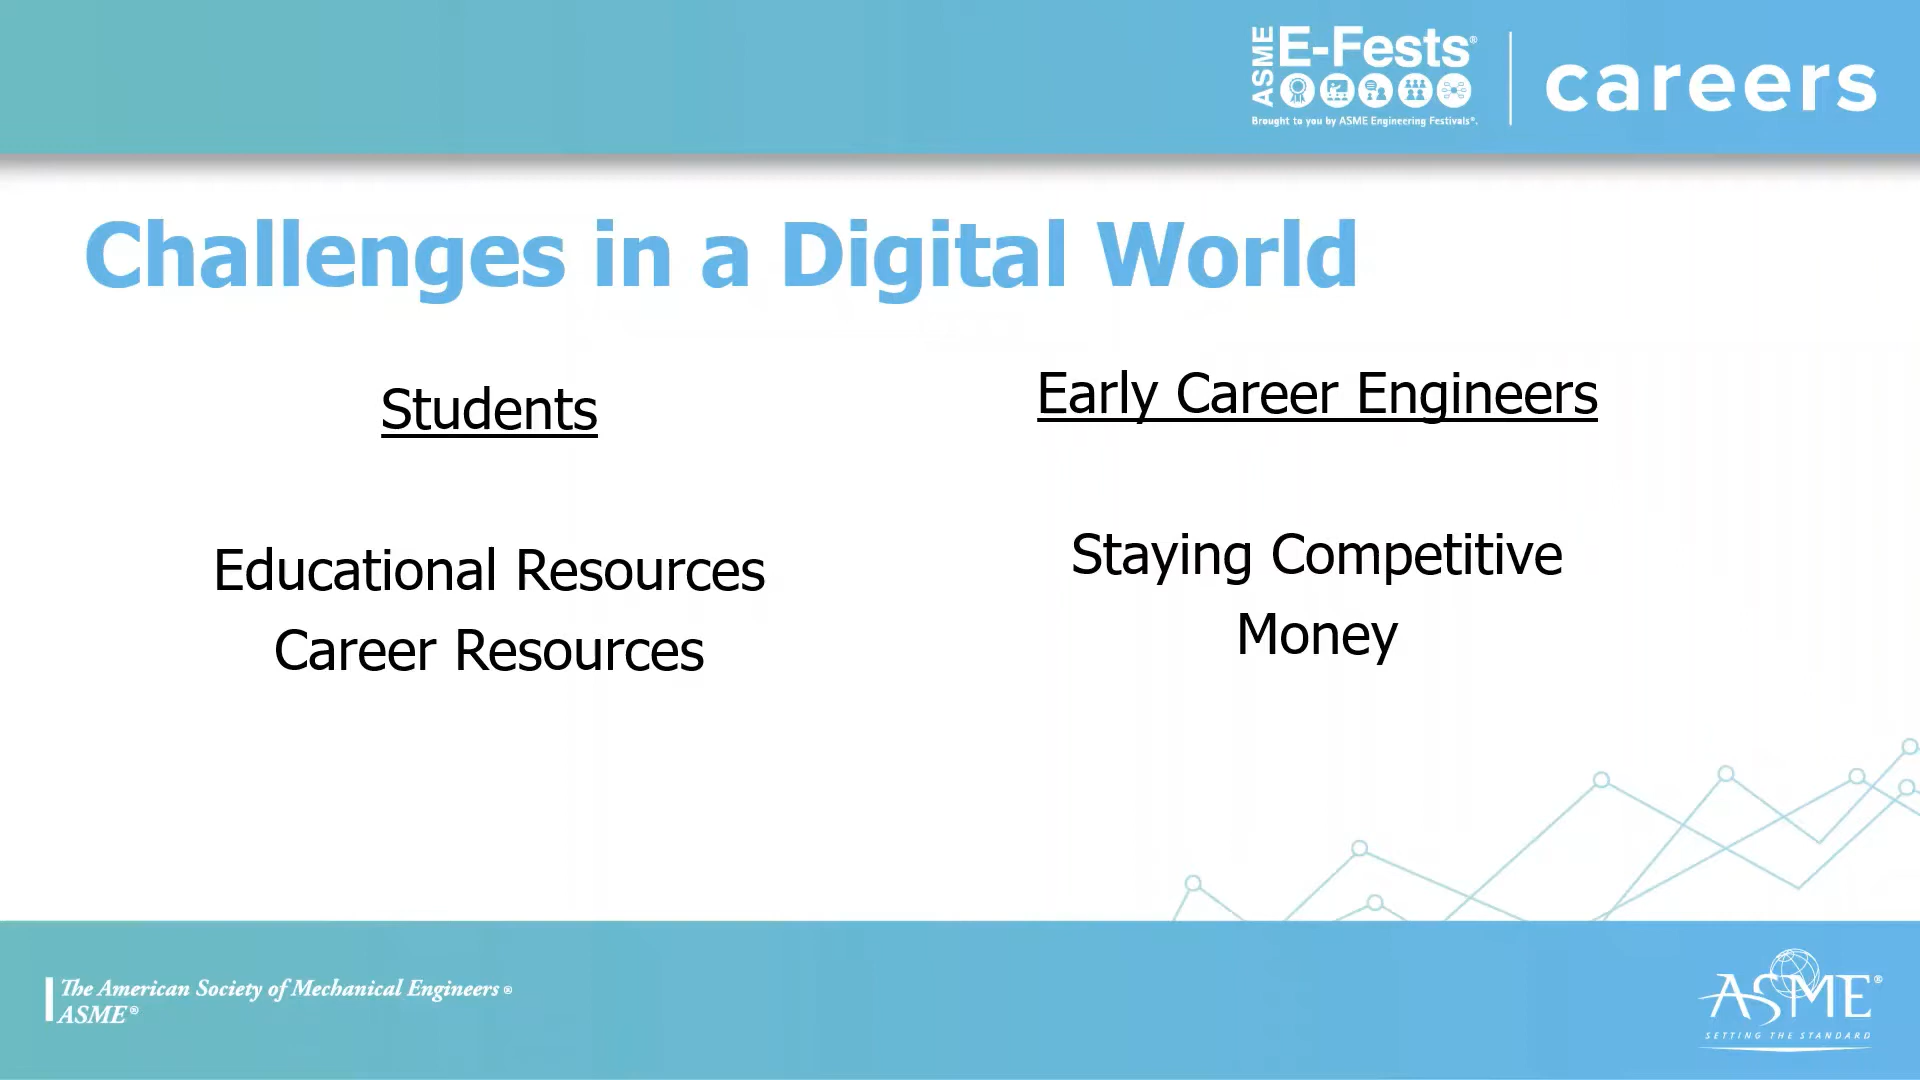 ASME
E-Fests®
Brought to you by ASME Engineering Festivals®.
careers
Challenges in a Digital World
Students
Educational Resources
Career Resources
Early Career Engineers
Staying Competitive
Money
The American Society of Mechanical Engineers ®
ASME®
ASME®
SETTING THE STANDARD